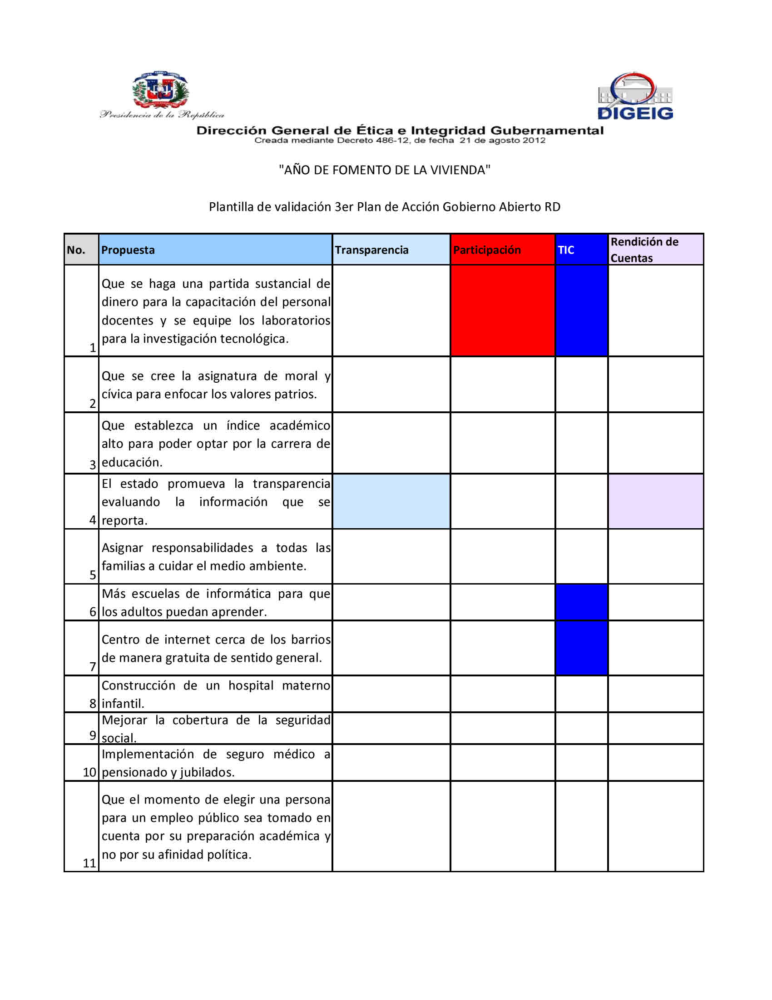 Presidencia de la República
DIGEIG
Dirección General de Ética e Integridad Gubernamental
Creada mediante Decreto 486-12, de fecha 21 de agosto 2012
"AÑO DE FOMENTO DE LA VIVIENDA"
Plantilla de validación 3er Plan de Acción Gobierno Abierto RD
No. Propuesta Transparencia Participación TIC Rendición de
Cuentas
Que se haga una partida sustancial de
dinero para la capacitación del personal
docentes y se equipe los laboratorios
para la investigación tecnológica.
1
Que se cree la asignatura de moral y
cívica para enfocar los valores patrios.
2
Que establezca un índice académico
alto para poder optar por la carrera de
3 educación.
El estado promueva la transparencia
evaluando la información que se
4 reporta.
Asignar responsabilidades a todas las
familias a cuidar el medio ambiente.
5
Más escuelas de informática para que
6 los adultos puedan aprender.
Centro de internet cerca de los barrios
de manera gratuita de sentido general.
7
Construcción de un hospital materno
8 infantil.
Mejorar la cobertura de la seguridad
9 social.
Implementación de seguro médico a
10 pensionado y jubilados.
Que el momento de elegir una persona
para un empleo público sea tomado en
cuenta por su preparación académica y
no por su afinidad política.
11